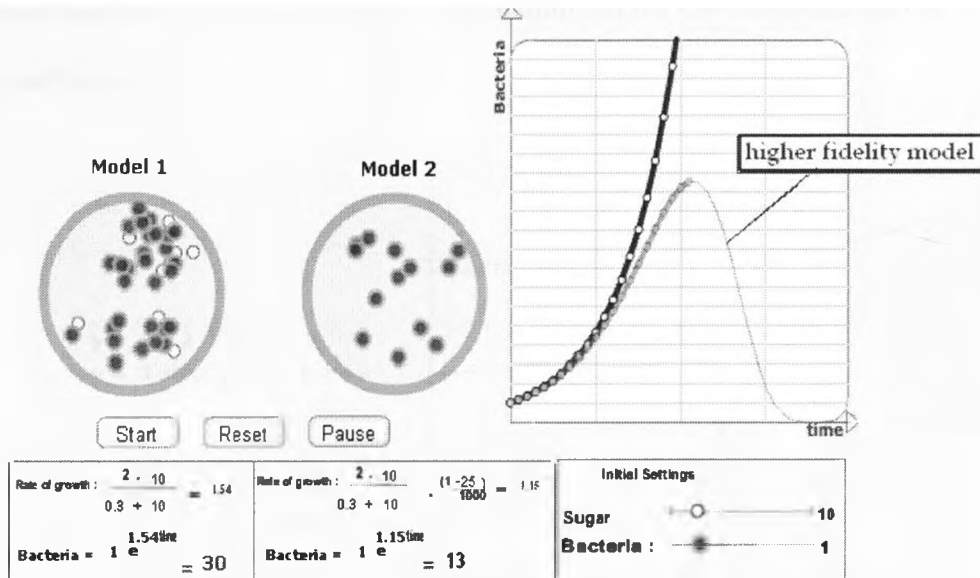 Bacteria
higher fidelity model
time
Model 1
Model 2
Start Reset Pause
Rate of growth : 2 . 10
0.3 + 10
= 1.54
Bacteria = 1 e 1.54time
= 30
Rate of growth : 2 . 10
0.3 + 10
. (1 -25 )
1000
= 1.15
Bacteria = 1 e 1.15time
= 13
Initial Settings
Sugar 10
Bacteria : 1